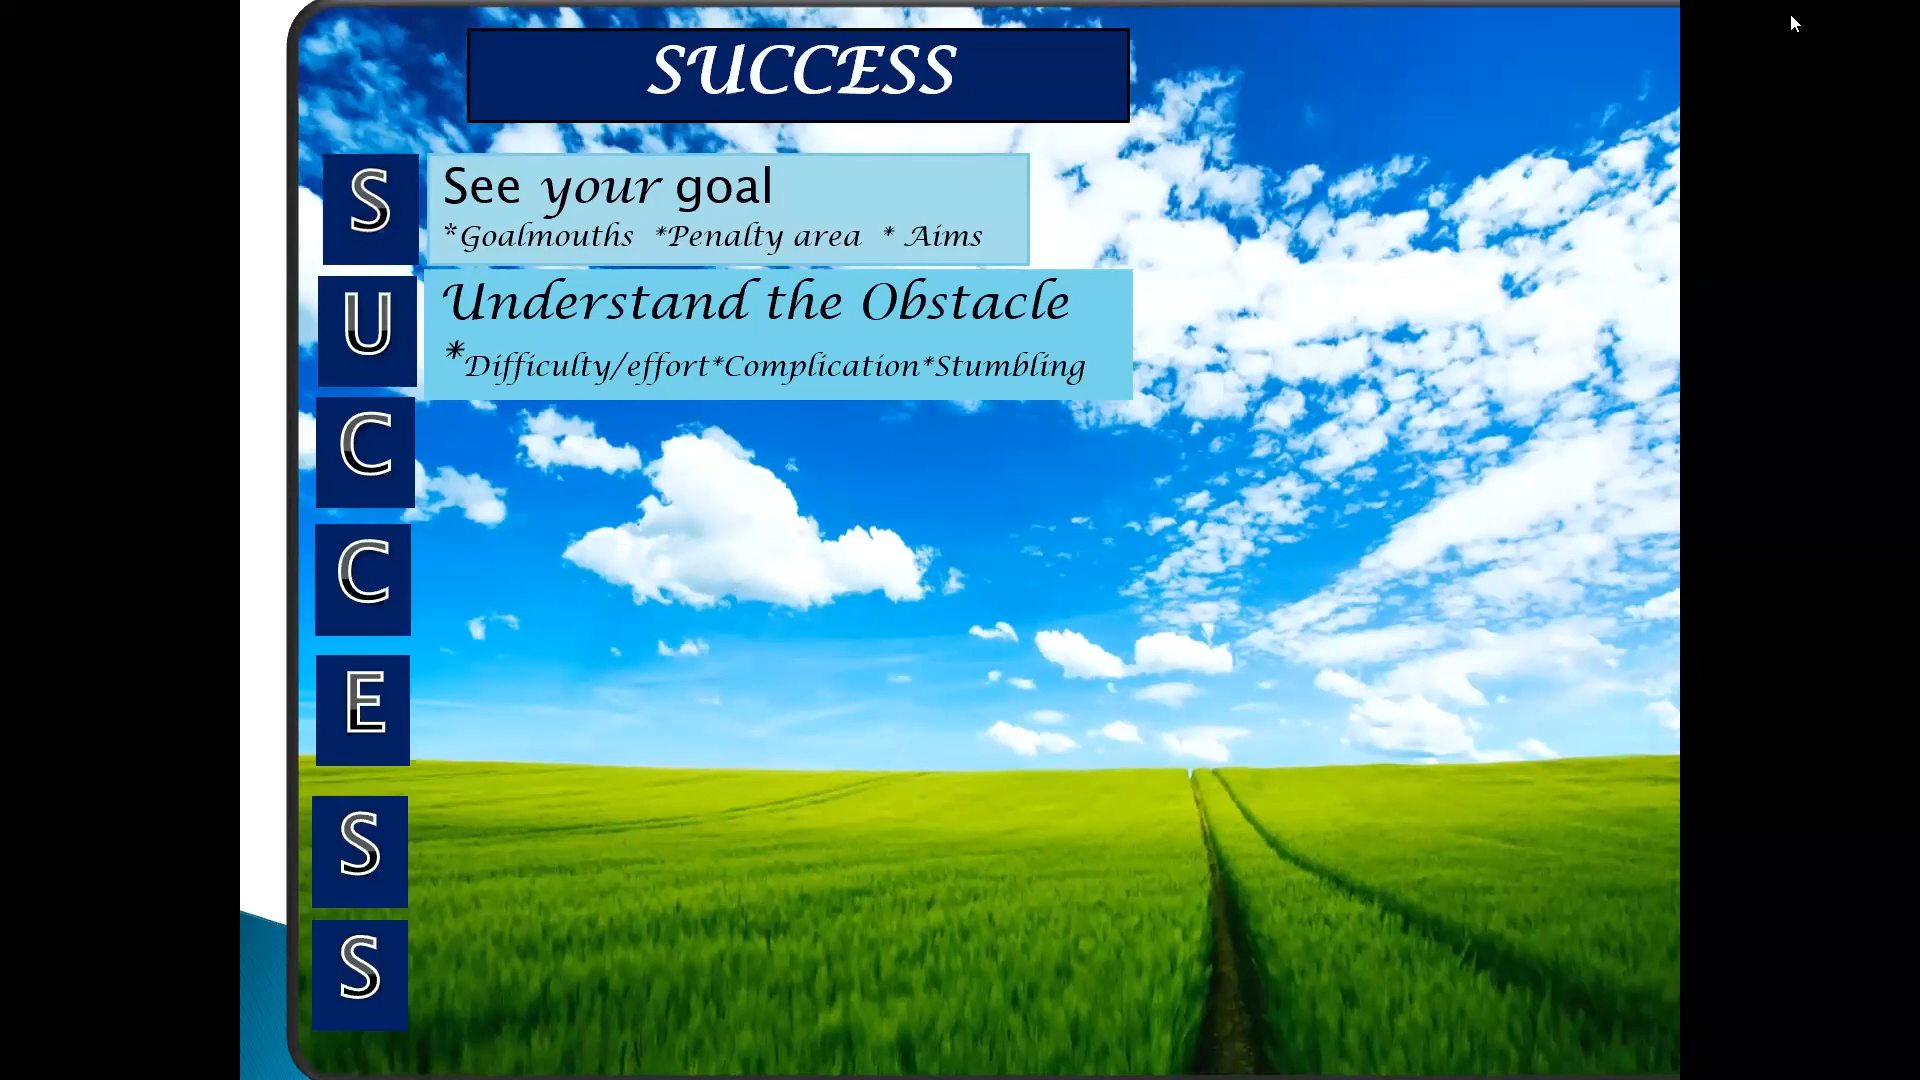 SUCCESS
S
See your goal
*Goalmouths *Penalty area * Aims
U
Understand the Obstacle
*Difficulty/effort*Complication*Stumbling
C
C
E
S
S